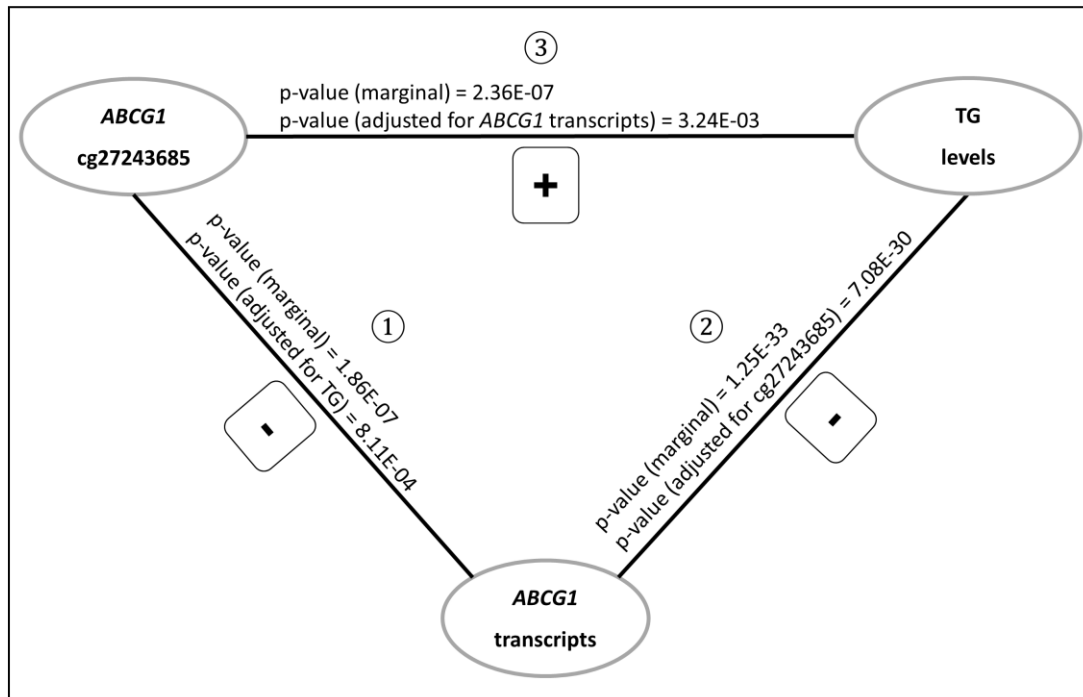 ③
p-value (marginal) = 2.36E-07
p-value (adjusted for ABCG1 transcripts) = 3.24E-03
ABCG1
cg27243685
TG
levels
+
①
p-value (marginal) = 1.86E-07
p-value (adjusted for TG) = 8.11E-04
-
②
p-value (marginal) = 1.25E-33
p-value (adjusted for cg27243685) = 7.08E-30
-
ABCG1
transcripts